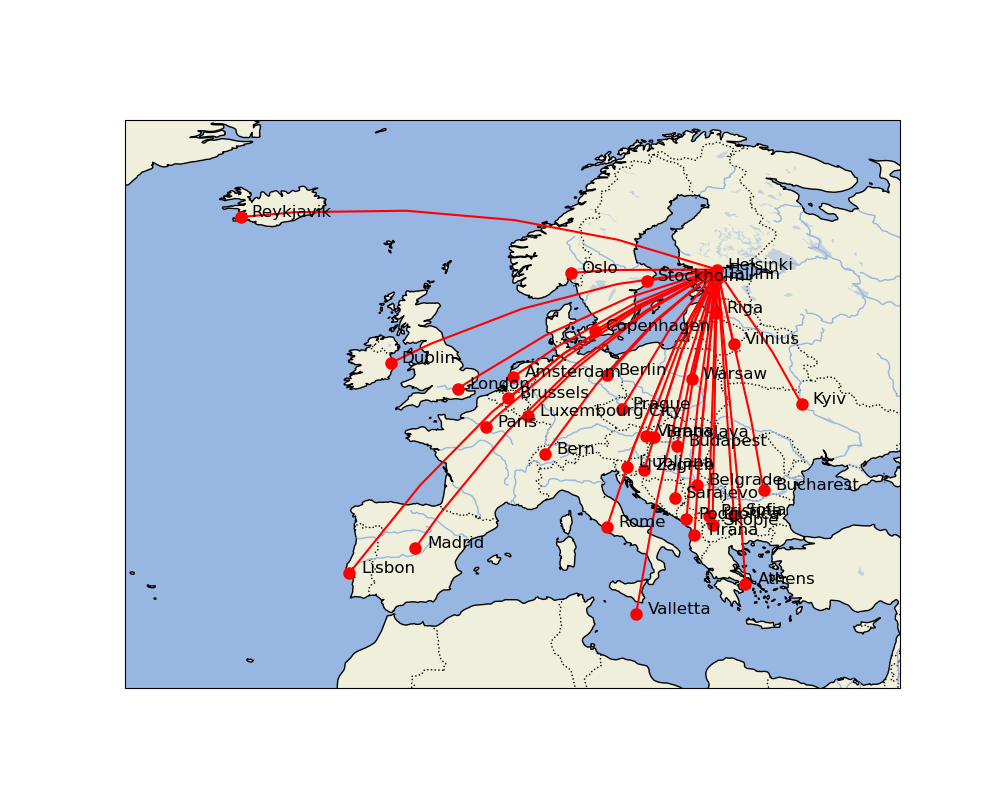 Reykjavik
Helsinki
Oslo
Tallinn
Stockholm
Riga
Copenhagen
Vilnius
Dublin
Berlin
Amsterdam
Warsaw
London
Brussels
Kyiv
Prague
Luxembourg City
Paris
Vienna
Bratislava
Budapest
Bern
Ljubljana
Zagreb
Belgrade
Bucharest
Sarajevo
Sofia
Pristina
Podgorica
Skopje
Rome
Tirana
Madrid
Lisbon
Athens
Valletta